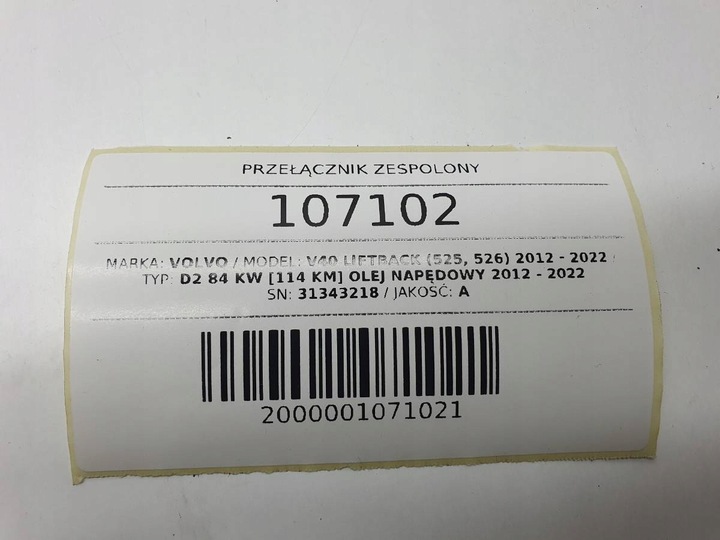 PRZEŁĄCZNIK ZESPOLONY
107102
MARKA: VOLVO / MODEL: V40 LIFTBACK (525, 526) 2012 - 2022
TYP: D2 84 KW [114 KM] OLEJ NAPĘDOWY 2012 - 2022
SN: 31343218 / JAKOŚĆ: A
2000001071021